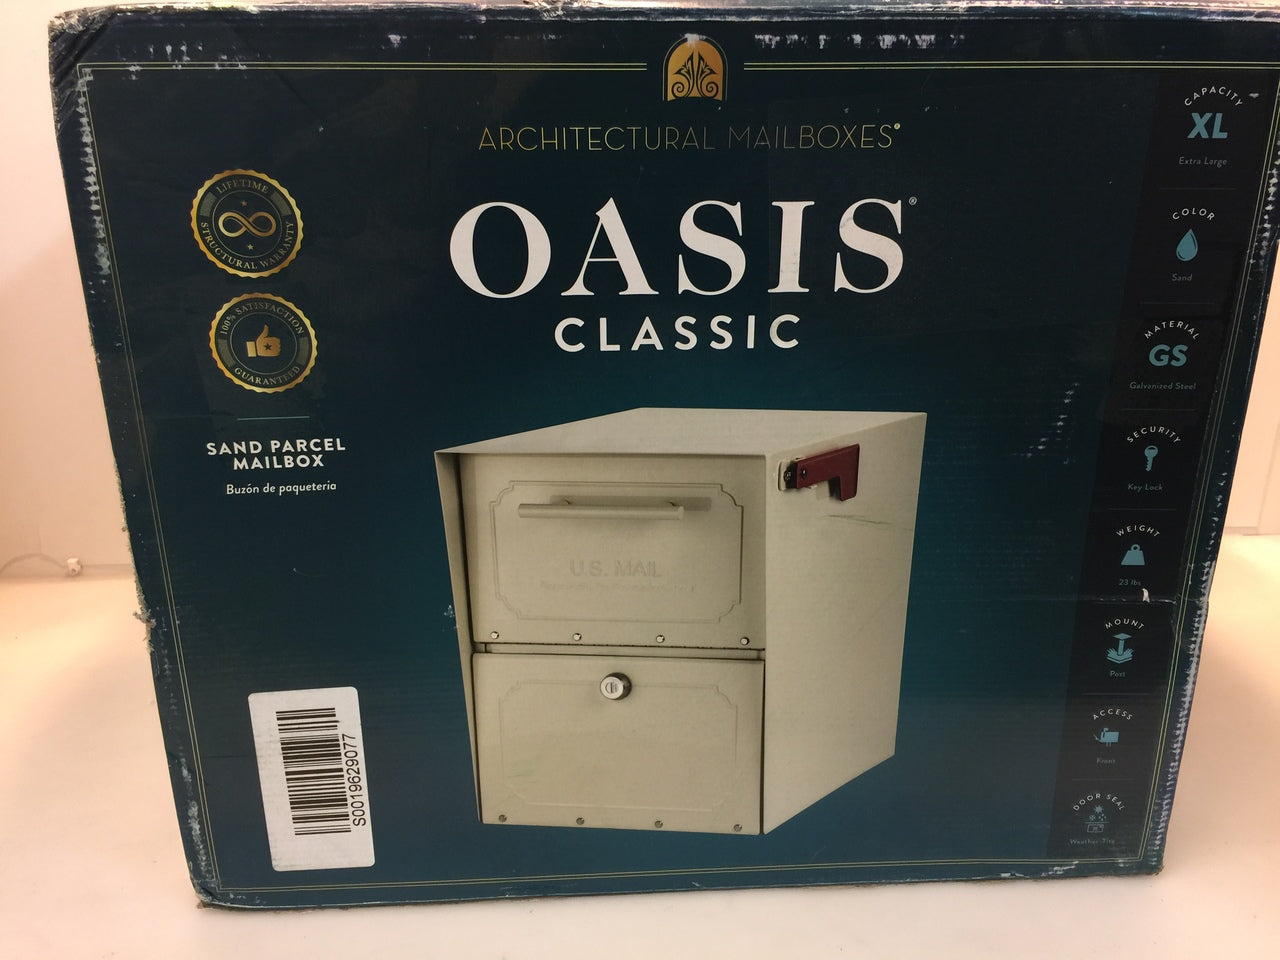 ARCHITECTURAL MAILBOXES®
OASIS®
CLASSIC
LIFETIME
STRUCTURAL WARRANTY
100% SATISFACTION
GUARANTEED
SAND PARCEL
MAILBOX
Buzón de paqueteria
U.S. MAIL
S0019629077
CAPACITY
XL
Extra Large
COLOR
Sand
MATERIAL
GS
Galvanized Steel
SECURITY
Key Lock
WEIGHT
23 lbs
MOUNT
Post
ACCESS
Front
DOOR SEAL
Weather-Tite